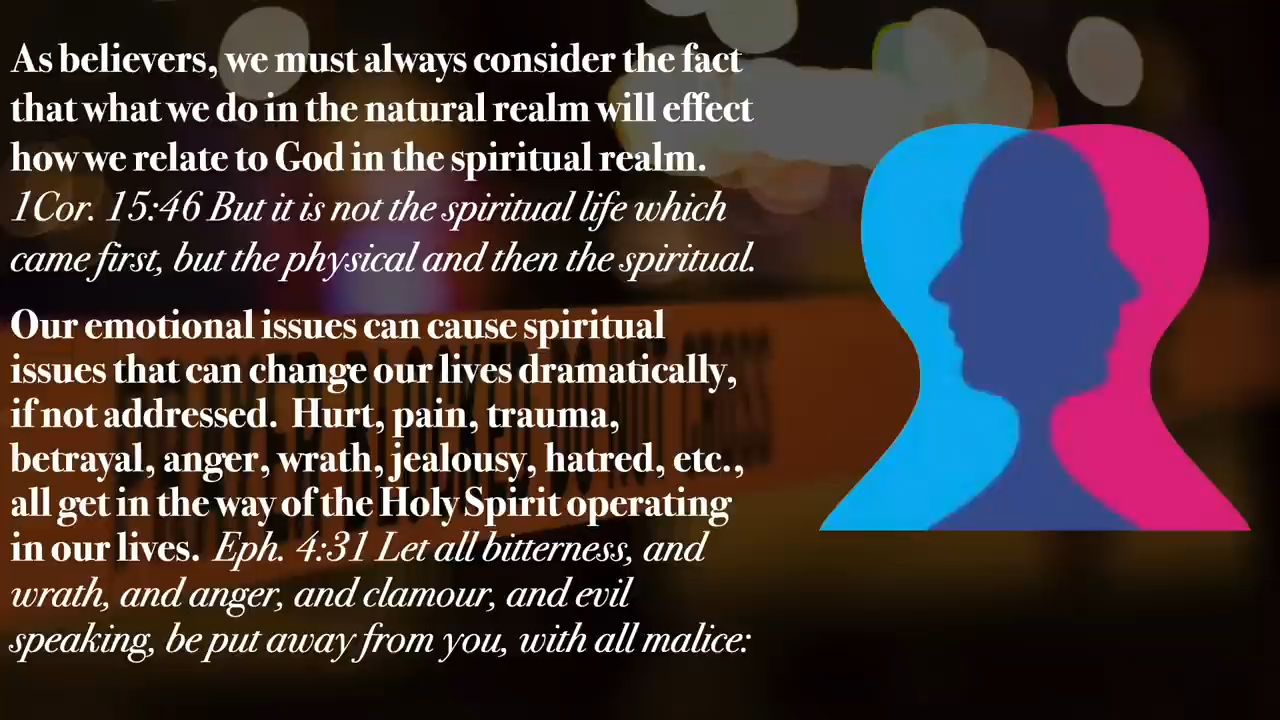 As believers, we must always consider the fact
that what we do in the natural realm will effect
how we relate to God in the spiritual realm.
1Cor. 15:46 But it is not the spiritual life which
came first, but the physical and then the spiritual.
Our emotional issues can cause spiritual
issues that can change our lives dramatically,
if not addressed. Hurt, pain, trauma,
betrayal, anger, wrath, jealousy, hatred, etc.,
all get in the way of the Holy Spirit operating
in our lives. Eph. 4:31 Let all bitterness, and
wrath, and anger, and clamour, and evil
speaking, be put away from you, with all malice:
PRAYER BLOCKER DO NOT CROSS